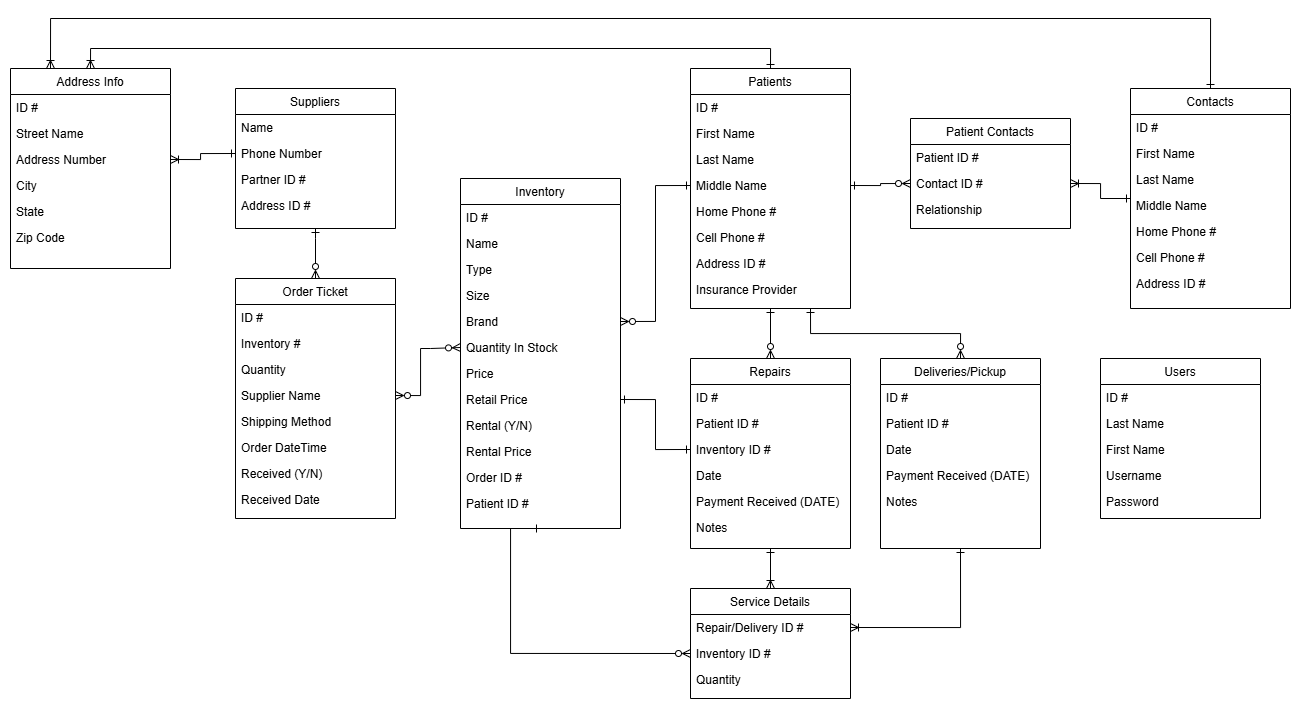 Address Info
ID #
Street Name
Address Number
City
State
Zip Code
Suppliers
Name
Phone Number
Partner ID #
Address ID #
Order Ticket
ID #
Inventory #
Quantity
Supplier Name
Shipping Method
Order DateTime
Received (Y/N)
Received Date
Inventory
ID #
Name
Type
Size
Brand
Quantity In Stock
Price
Retail Price
Rental (Y/N)
Rental Price
Order ID #
Patient ID #
Patients
ID #
First Name
Last Name
Middle Name
Home Phone #
Cell Phone #
Address ID #
Insurance Provider
Patient Contacts
Patient ID #
Contact ID #
Relationship
Contacts
ID #
First Name
Last Name
Middle Name
Home Phone #
Cell Phone #
Address ID #
Repairs
ID #
Patient ID #
Inventory ID #
Date
Payment Received (DATE)
Notes
Deliveries/Pickup
ID #
Patient ID #
Date
Payment Received (DATE)
Notes
Users
ID #
Last Name
First Name
Username
Password
Service Details
Repair/Delivery ID #
Inventory ID #
Quantity